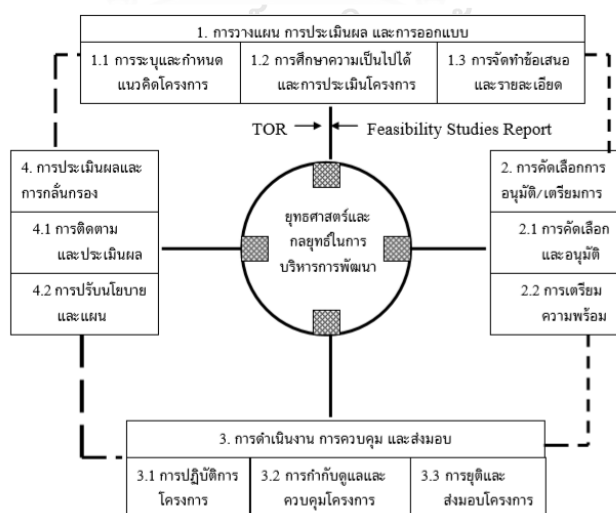 1. การวางแผน การประเมินผล และการออกแบบ
1.1 การระบุและกำหนด
แนวคิดโครงการ
1.2 การศึกษาความเป็นไปได้
และการประเมินโครงการ
1.3 การจัดทำข้อเสนอ
และรายละเอียด
TOR
Feasibility Studies Report
4. การประเมินผลและ
การกลั่นกรอง
4.1 การติดตาม
และประเมินผล
4.2 การปรับนโยบาย
และแผน
ยุทธศาสตร์และ
กลยุทธ์ในการ
บริหารการพัฒนา
2. การคัดเลือกการ
อนุมัติ/เตรียมการ
2.1 การคัดเลือก
และอนุมัติ
2.2 การเตรียม
ความพร้อม
3. การดำเนินงาน การควบคุม และส่งมอบ
3.1 การปฏิบัติการ
โครงการ
3.2 การกำกับดูแลและ
ควบคุมโครงการ
3.3 การยุติและ
ส่งมอบโครงการ